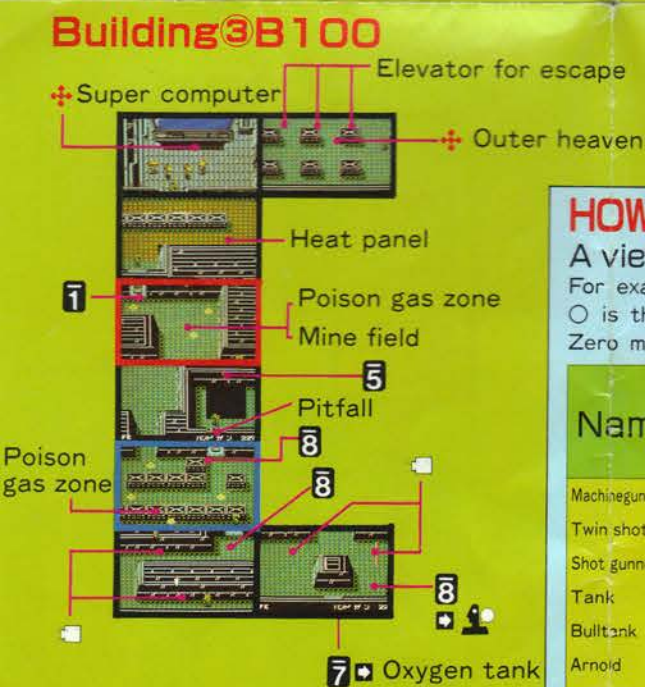 Building③B100
Elevator for escape
Super computer
Outer heaven
Heat panel
1
Poison gas zone
Mine field
5
Pitfall
8
Poison
gas zone
8
8
7 Oxygen tank
HOW
A vie
For exa
○ is th
Zero m
Nam
Machinegun
Twin shot
Shot gunn
Tank
Bulltank
Arnold